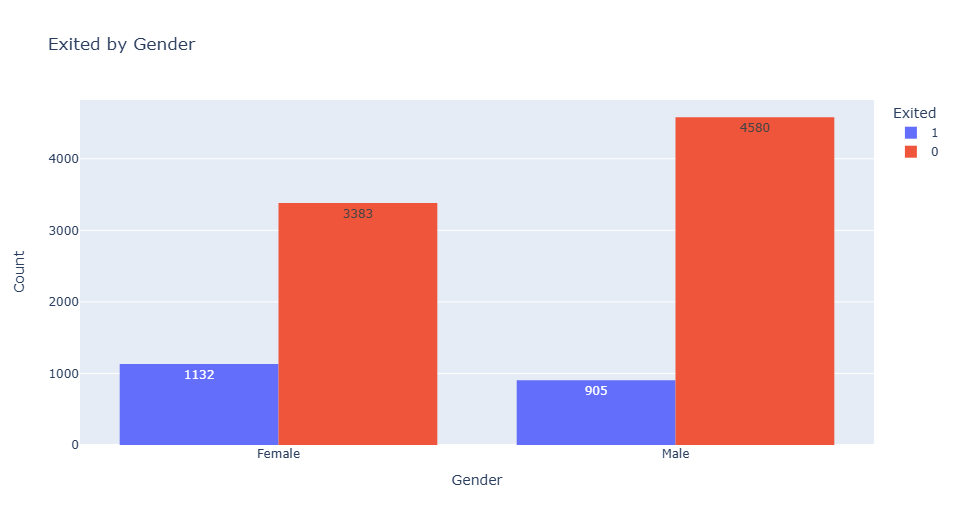 Exited by Gender
Exited
1
0
Count
4000
3000
2000
1000
0
1132
3383
905
4580
Female
Male
Gender